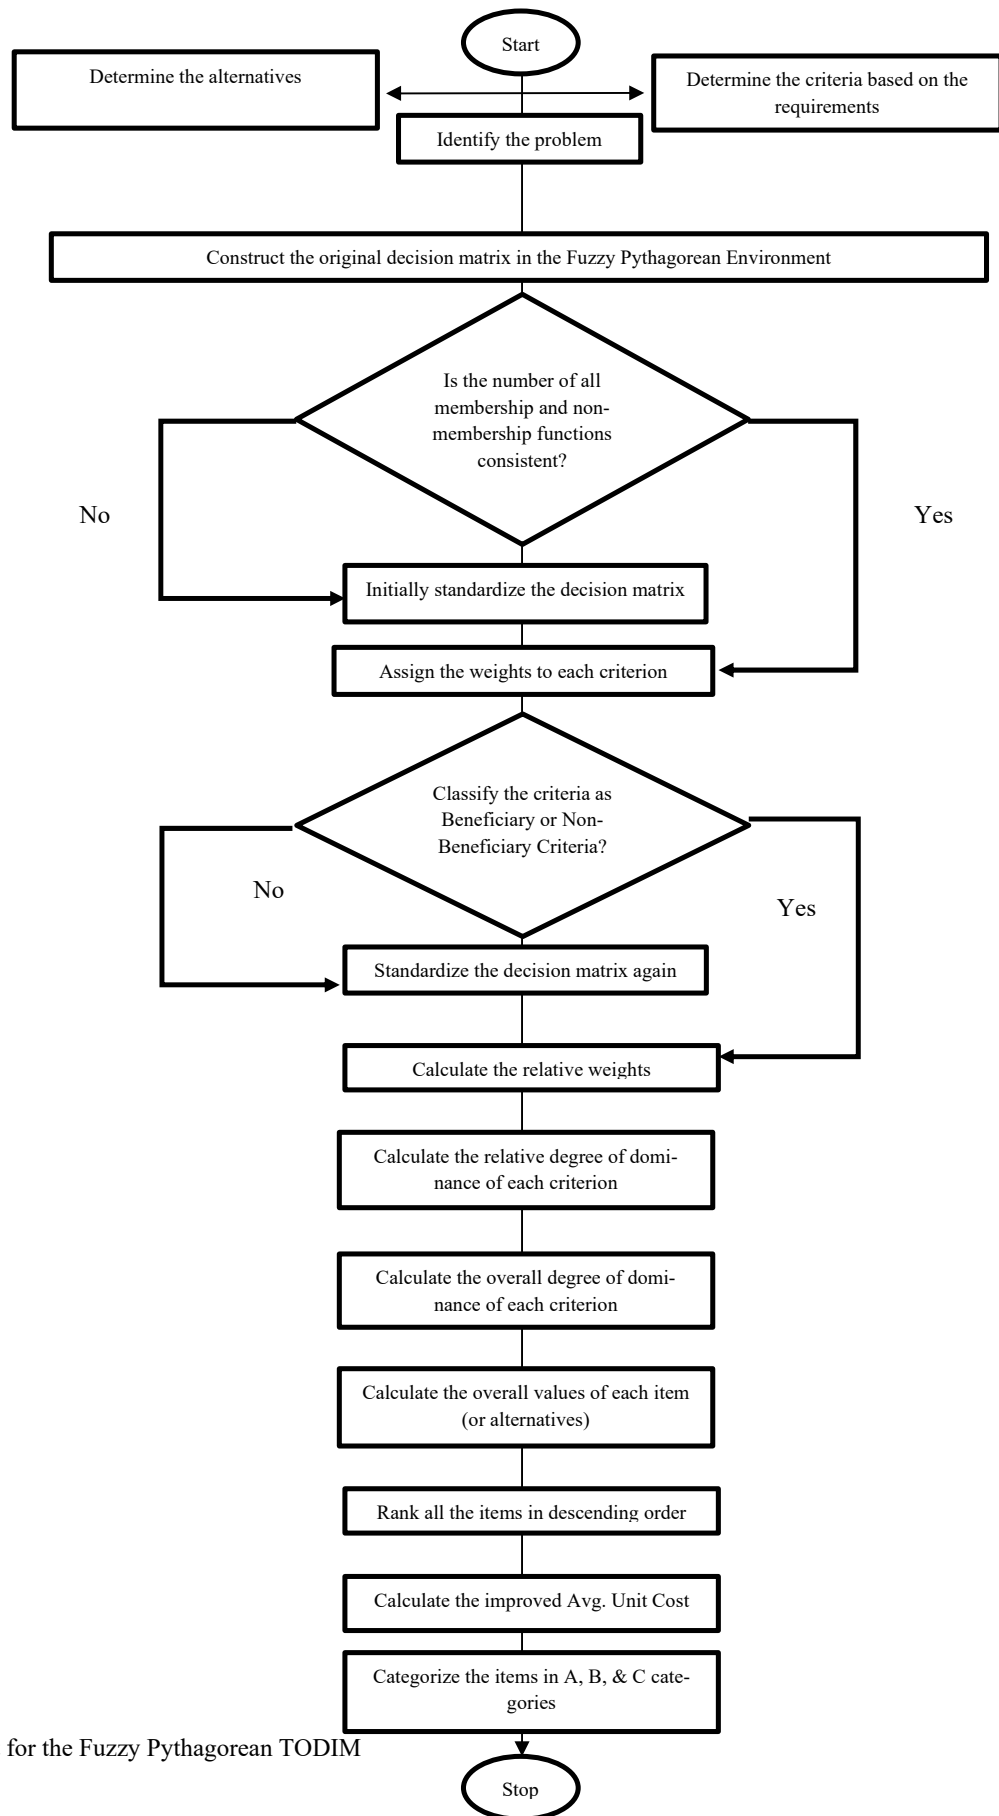 Start
Determine the alternatives
Determine the criteria based on the
requirements
Identify the problem
Construct the original decision matrix in the Fuzzy Pythagorean Environment
Is the number of all
membership and non-
membership functions
consistent?
No
Yes
Initially standardize the decision matrix
Assign the weights to each criterion
Classify the criteria as
Beneficiary or Non-
Beneficiary Criteria?
No
Yes
Standardize the decision matrix again
Calculate the relative weights
Calculate the relative degree of domi-
nance of each criterion
Calculate the overall degree of domi-
nance of each criterion
Calculate the overall values of each item
(or alternatives)
Rank all the items in descending order
Calculate the improved Avg. Unit Cost
Categorize the items in A, B, & C cate-
gories
for the Fuzzy Pythagorean TODIM
Stop